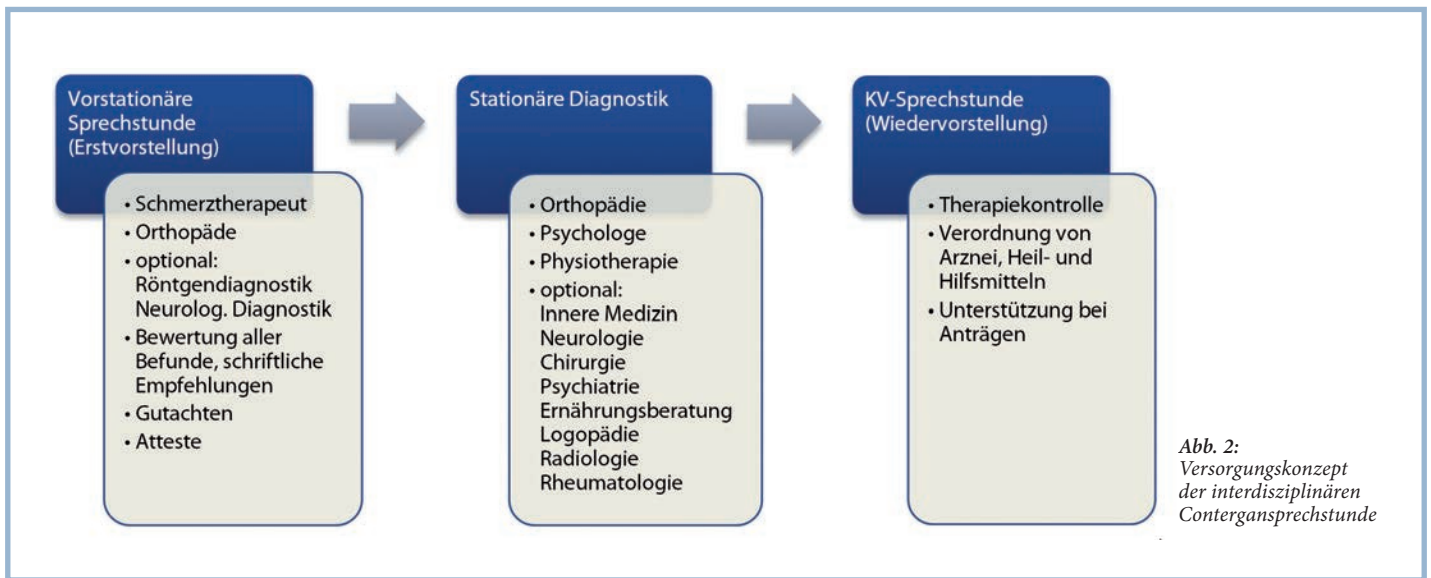 Vorstationäre
Sprechstunde
(Erstvorstellung)
• Schmerztherapeut
• Orthopäde
• optional:
Röntgendiagnostik
Neurolog. Diagnostik
• Bewertung aller
Befunde, schriftliche
Empfehlungen
• Gutachten
• Atteste
Stationäre Diagnostik
• Orthopädie
• Psychologe
• Physiotherapie
• optional:
Innere Medizin
Neurologie
Chirurgie
Psychiatrie
Ernährungsberatung
Logopädie
Radiologie
Rheumatologie
KV-Sprechstunde
(Wiedervorstellung)
• Therapiekontrolle
• Verordnung von
Arznei, Heil- und
Hilfsmitteln
• Unterstützung bei
Anträgen
Abb. 2:
Versorgungskonzept
der interdisziplinären
Contergansprechstunde